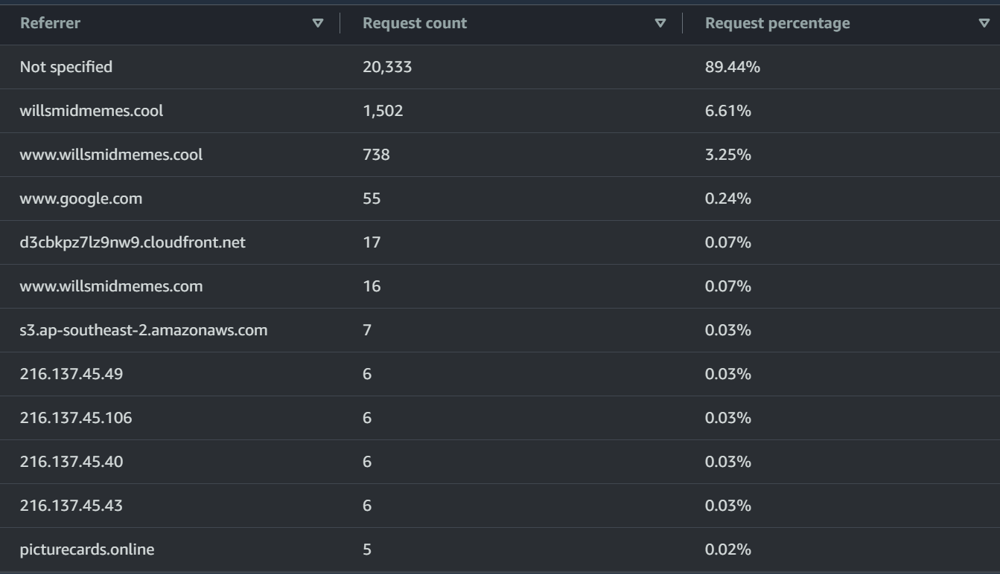 Referrer Request count Request percentage
Not specified 20,333 89.44%
willsmidmemes.cool 1,502 6.61%
www.willsmidmemes.cool 738 3.25%
www.google.com 55 0.24%
d3cbkpz7lz9nw9.cloudfront.net 17 0.07%
www.willsmidmemes.com 16 0.07%
s3.ap-southeast-2.amazonaws.com 7 0.03%
216.137.45.49 6 0.03%
216.137.45.106 6 0.03%
216.137.45.40 6 0.03%
216.137.45.43 6 0.03%
picturecards.online 5 0.02%